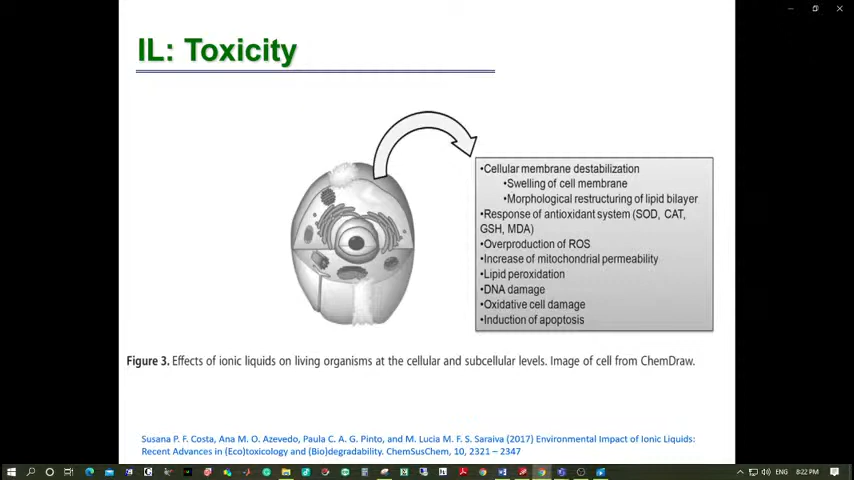 IL: Toxicity
•Cellular membrane destabilization
•Swelling of cell membrane
•Morphological restructuring of lipid bilayer
•Response of antioxidant system (SOD, CAT,
GSH, MDA)
•Overproduction of ROS
•Increase of mitochondrial permeability
•Lipid peroxidation
•DNA damage
•Oxidative cell damage
•Induction of apoptosis
Figure 3. Effects of ionic liquids on living organisms at the cellular and subcellular levels. Image of cell from ChemDraw.
Susana P. F. Costa, Ana M. O. Azevedo, Paula C. A. G. Pinto, and M. Lucia M. F. S. Saraiva (2017) Environmental Impact of Ionic Liquids:
Recent Advances in (Eco)toxicology and (Bio)degradability. ChemSusChem, 10, 2321 – 2347
ENG 8:22 PM